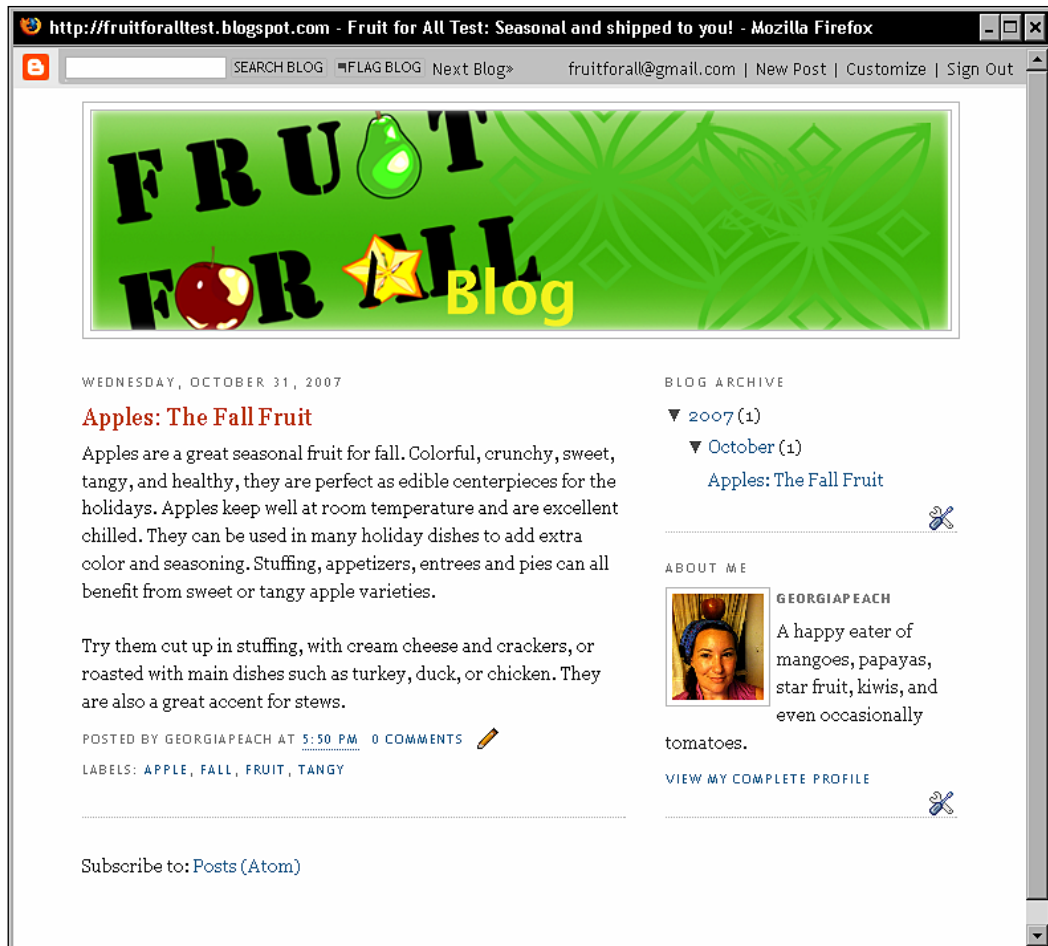 http://fruitforalltest.blogspot.com - Fruit for All Test: Seasonal and shipped to you! - Mozilla Firefox
SEARCH BLOG FLAG BLOG Next Blog» fruitforall@gmail.com | New Post | Customize | Sign Out
FRUIT
FOR ALL
Blog
WEDNESDAY, OCTOBER 31, 2007
Apples: The Fall Fruit
Apples are a great seasonal fruit for fall. Colorful, crunchy, sweet,
tangy, and healthy, they are perfect as edible centerpieces for the
holidays. Apples keep well at room temperature and are excellent
chilled. They can be used in many holiday dishes to add extra
color and seasoning. Stuffing, appetizers, entrees and pies can all
benefit from sweet or tangy apple varieties.
Try them cut up in stuffing, with cream cheese and crackers, or
roasted with main dishes such as turkey, duck, or chicken. They
are also a great accent for stews.
POSTED BY GEORGIAPEACH AT 5:50 PM 0 COMMENTS
LABELS: APPLE, FALL, FRUIT, TANGY
Subscribe to: Posts (Atom)
BLOG ARCHIVE
▼ 2007 (1)
▼ October (1)
Apples: The Fall Fruit
ABOUT ME
GEORGIAPEACH
A happy eater of
mangoes, papayas,
star fruit, kiwis, and
even occasionally
tomatoes.
VIEW MY COMPLETE PROFILE